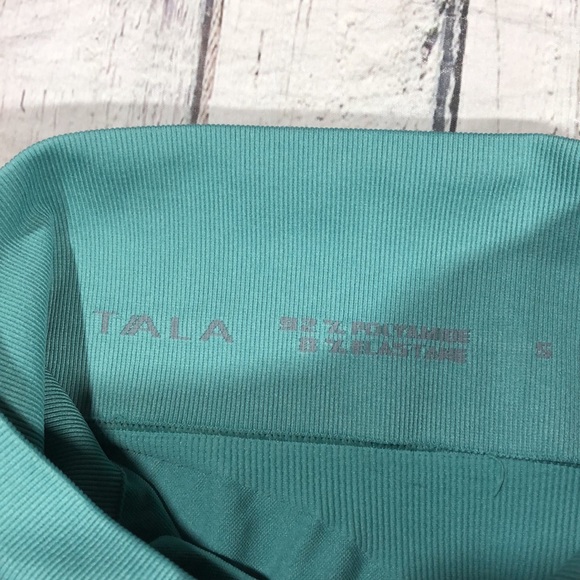 TALA
92 % POLYAMIDE
8 % ELASTANE
S